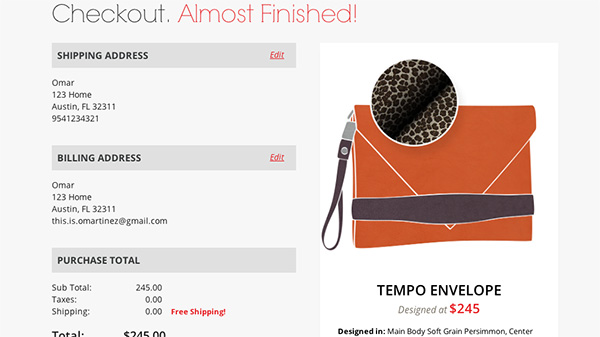 Checkout. Almost Finished!
SHIPPING ADDRESS Edit
Omar
123 Home
Austin, FL 32311
9541234321
BILLING ADDRESS Edit
Omar
123 Home
Austin, FL 32311
this.is.omartinez@gmail.com
PURCHASE TOTAL
Sub Total: 245.00
Taxes: 0.00
Shipping: 0.00 Free Shipping!
Total: $245.00
TEMPO ENVELOPE
Designed at $245
Designed in: Main Body Soft Grain Persimmon, Center